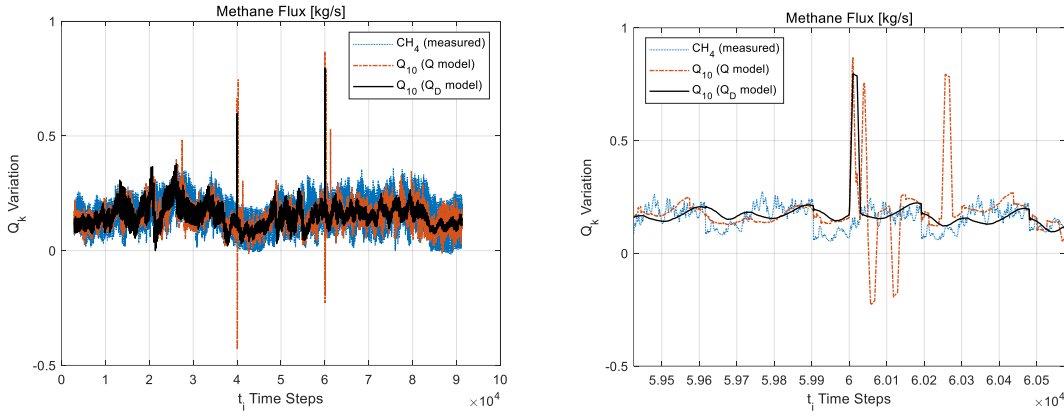 Methane Flux [kg/s]
1
0.5
0
-0.5
Q_k Variation
CH_4 (measured)
Q_10 (Q model)
Q_10 (Q_D model)
0 1 2 3 4 5 6 7 8 9 10
t_i Time Steps
×10^4
Methane Flux [kg/s]
1
0.5
0
-0.5
Q_k Variation
CH_4 (measured)
Q_10 (Q model)
Q_10 (Q_D model)
5.95 5.96 5.97 5.98 5.99 6 6.01 6.02 6.03 6.04 6.05
t_i Time Steps
×10^4